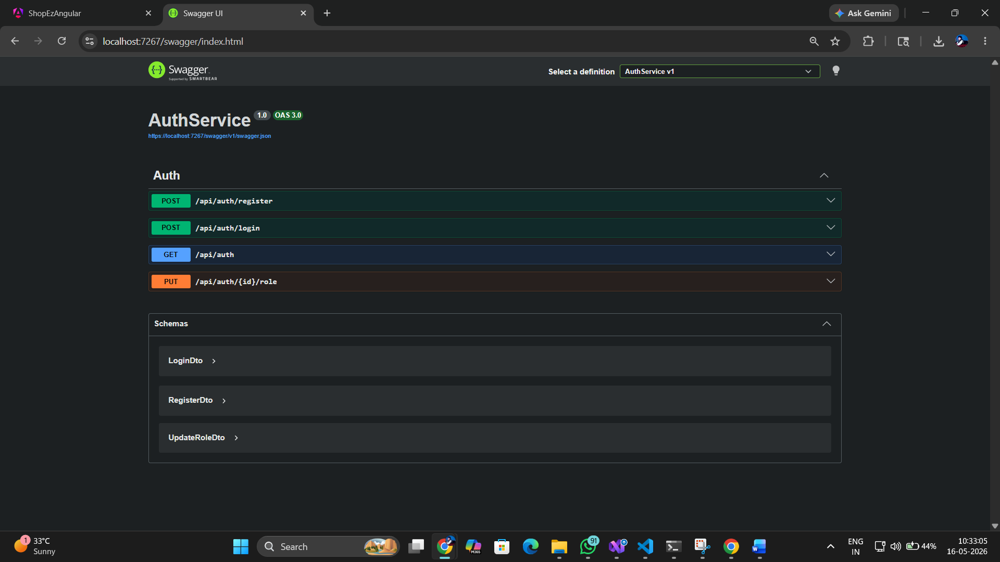 ShopEzAngular
Swagger UI
Ask Gemini
localhost:7267/swagger/index.html
Swagger
Supported by SMARTBEAR
Select a definition
AuthService v1
AuthService 1.0 OAS 3.0
https://localhost:7267/swagger/v1/swagger.json
Auth
POST /api/auth/register
POST /api/auth/login
GET /api/auth
PUT /api/auth/{id}/role
Schemas
LoginDto
RegisterDto
UpdateRoleDto
1
33°C
Sunny
Search
M365
91
W
ENG
IN
44%
10:33:05
16-05-2026